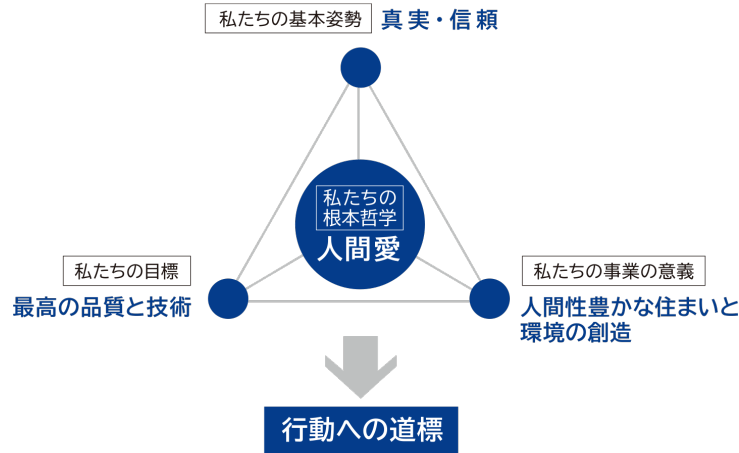 私たちの基本姿勢 真実・信頼
私たちの
根本哲学
人間愛
私たちの目標
最高の品質と技術
私たちの事業の意義
人間性豊かな住まいと
環境の創造
行動への道標